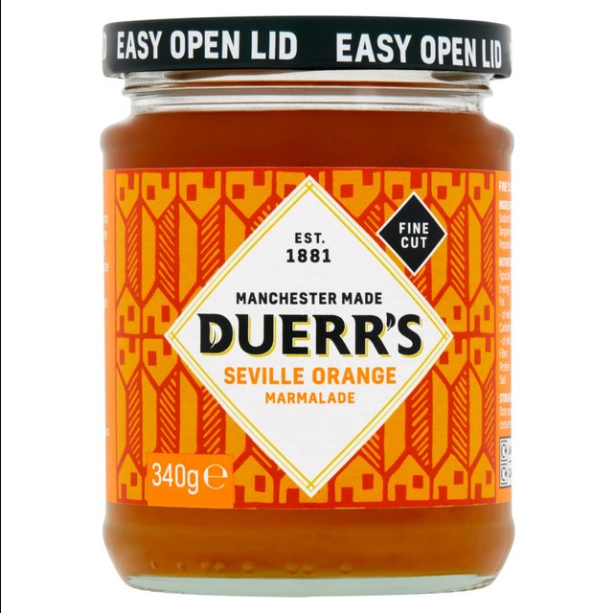 EASY OPEN LID EASY OPEN LID
FINE
CUT
EST.
1881
MANCHESTER MADE
DUERR'S
SEVILLE ORANGE
MARMALADE
340g℮